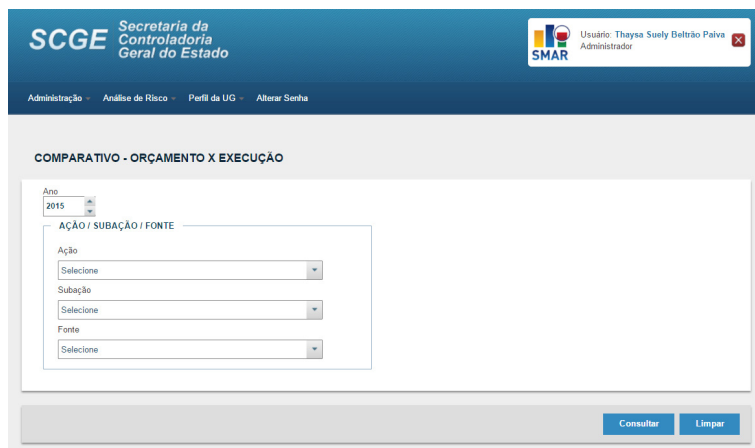 SCGE Secretaria da
Controladoria
Geral do Estado
SMAR
Usuário: Thaysa Suely Beltrão Paiva
Administrador
Administração Análise de Risco Perfil da UG Alterar Senha
COMPARATIVO - ORÇAMENTO X EXECUÇÃO
Ano
2015
AÇÃO / SUBAÇÃO / FONTE
Ação
Selecione
Subação
Selecione
Fonte
Selecione
Consultar Limpar